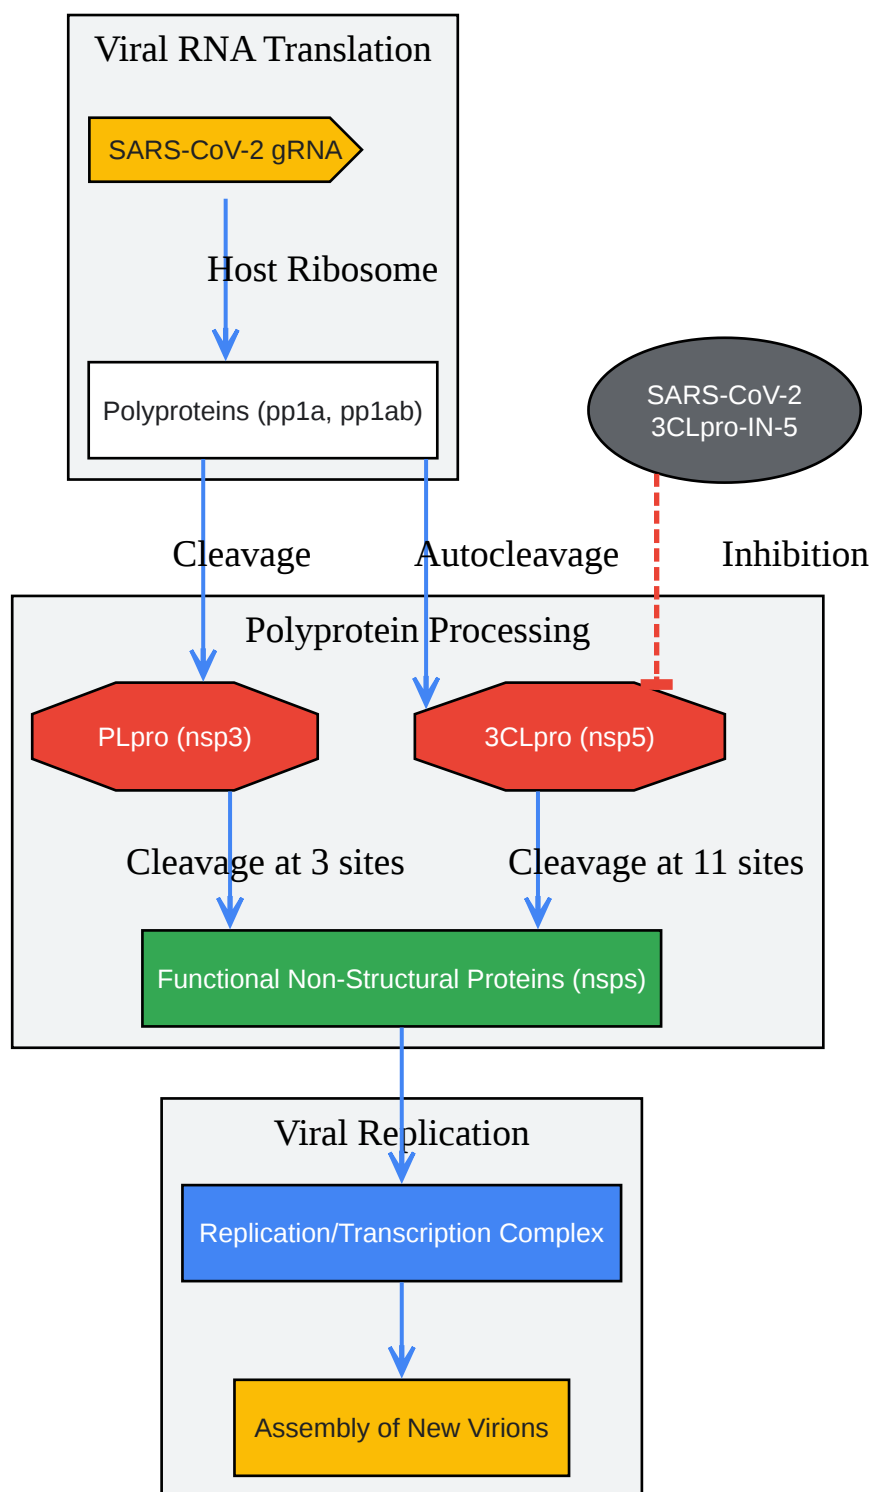 Viral RNA Translation
SARS-CoV-2 gRNA
Host Ribosome
Polyproteins (pp1a, pp1ab)
SARS-CoV-2
3CLpro-IN-5
Cleavage
Autocleavage
Inhibition
Polyprotein Processing
PLpro (nsp3)
3CLpro (nsp5)
Cleavage at 3 sites
Cleavage at 11 sites
Functional Non-Structural Proteins (nsps)
Viral Replication
Replication/Transcription Complex
Assembly of New Virions